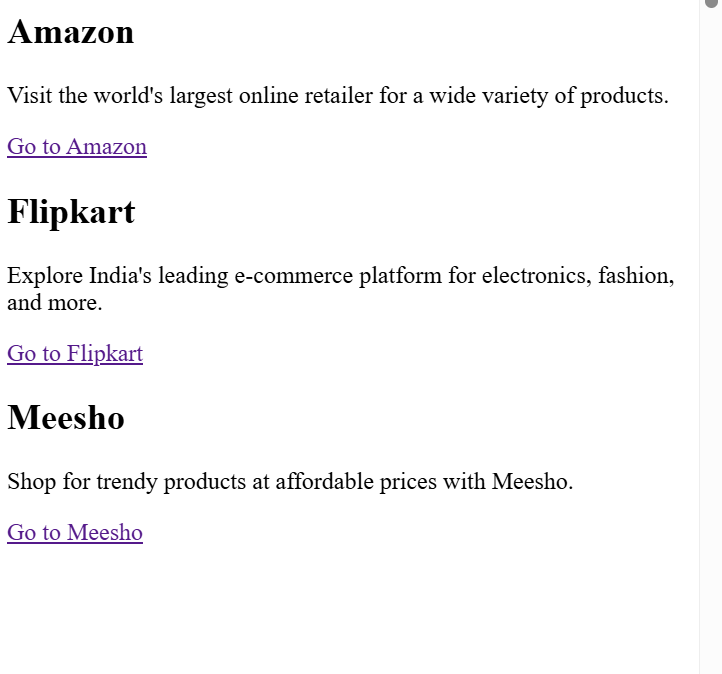 Amazon
Visit the world's largest online retailer for a wide variety of products.
Go to Amazon
Flipkart
Explore India's leading e-commerce platform for electronics, fashion,
and more.
Go to Flipkart
Meesho
Shop for trendy products at affordable prices with Meesho.
Go to Meesho